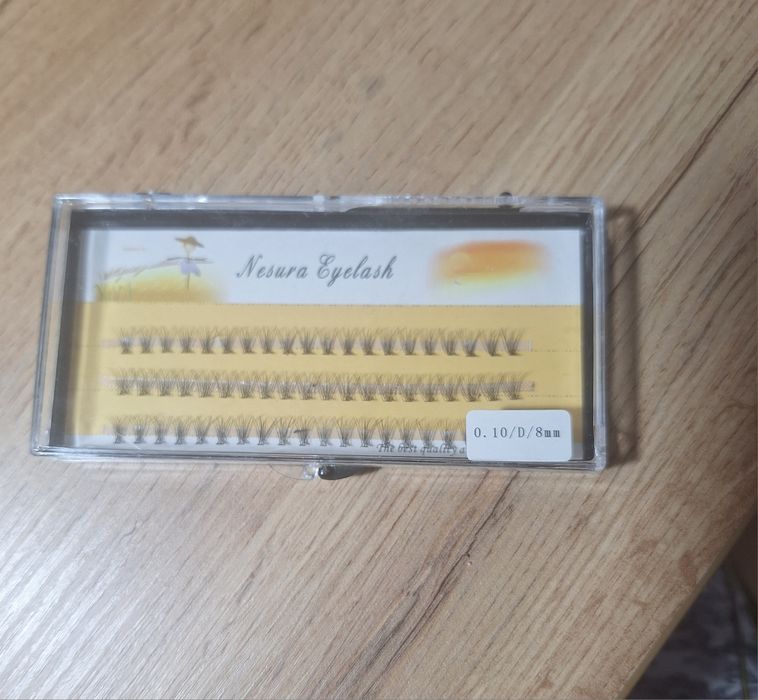 Nesura Eyelash
0.10/D/8mm
The best quality a